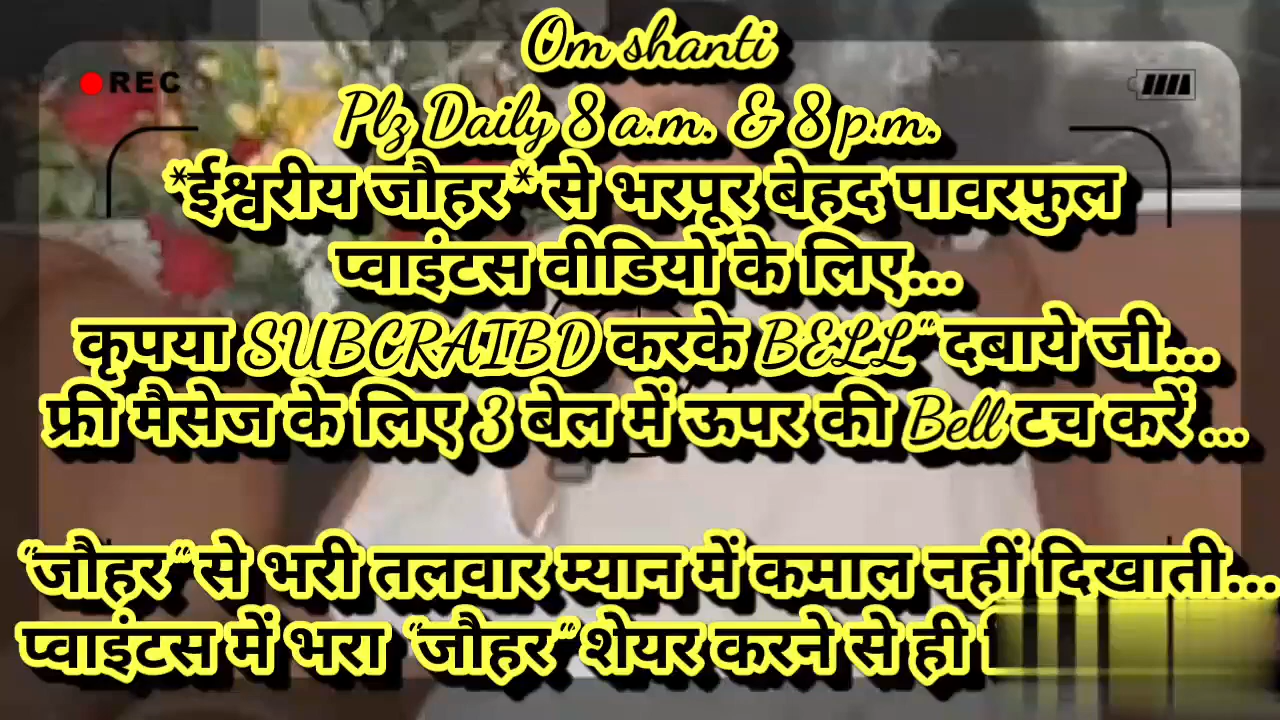 Om shanti
REC
Plz Daily 8 a.m. & 8 p.m.
*ईश्वरीय जौहर* से भरपूर बेहद पावरफुल
प्वाइंटस वीडियो के लिए...
कृपया SUBCRAIBD करके BELL" दबाये जी...
फ्री मैसेज के लिए 3 बेल में ऊपर की Bell टच करें ...
"जौहर" से भरी तलवार म्यान में कमाल नहीं दिखाती...
प्वाइंटस में भरा "जौहर" शेयर करने से ही